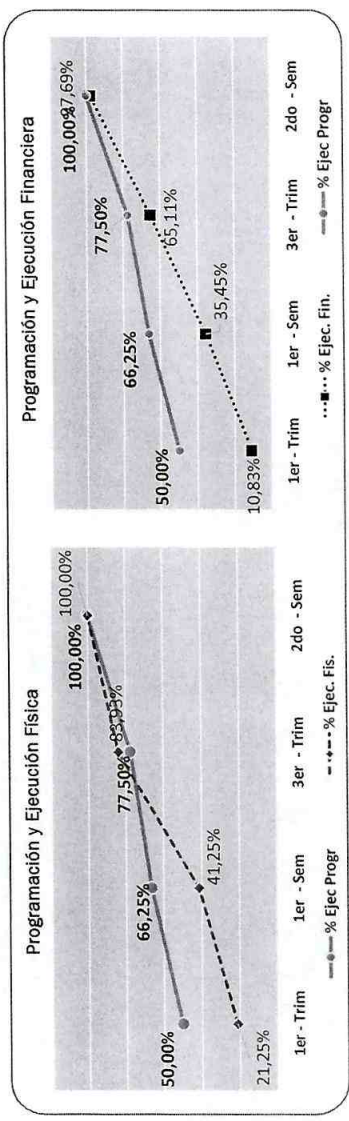 Programación y Ejecución Física
100,00%
100,00%
83,93%
77,50%
66,25%
50,00%
41,25%
21,25%
1er - Trim
1er - Sem
3er - Trim
2do - Sem
% Ejec Progr
% Ejec. Fis.
Programación y Ejecución Financiera
97,69%
100,00%
77,50%
66,25%
65,11%
50,00%
35,45%
10,83%
1er - Trim
1er - Sem
3er - Trim
2do - Sem
% Ejec. Fin.
% Ejec Progr